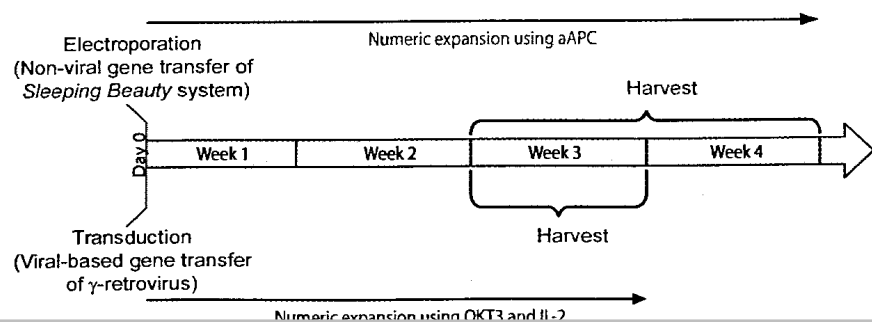 Numeric expansion using aAPC
Electroporation
(Non-viral gene transfer of
Sleeping Beauty system)
Harvest
Day 0
Week 1
Week 2
Week 3
Week 4
Harvest
Transduction
(Viral-based gene transfer
of γ-retrovirus)
Numeric expansion using OKT3 and IL-2